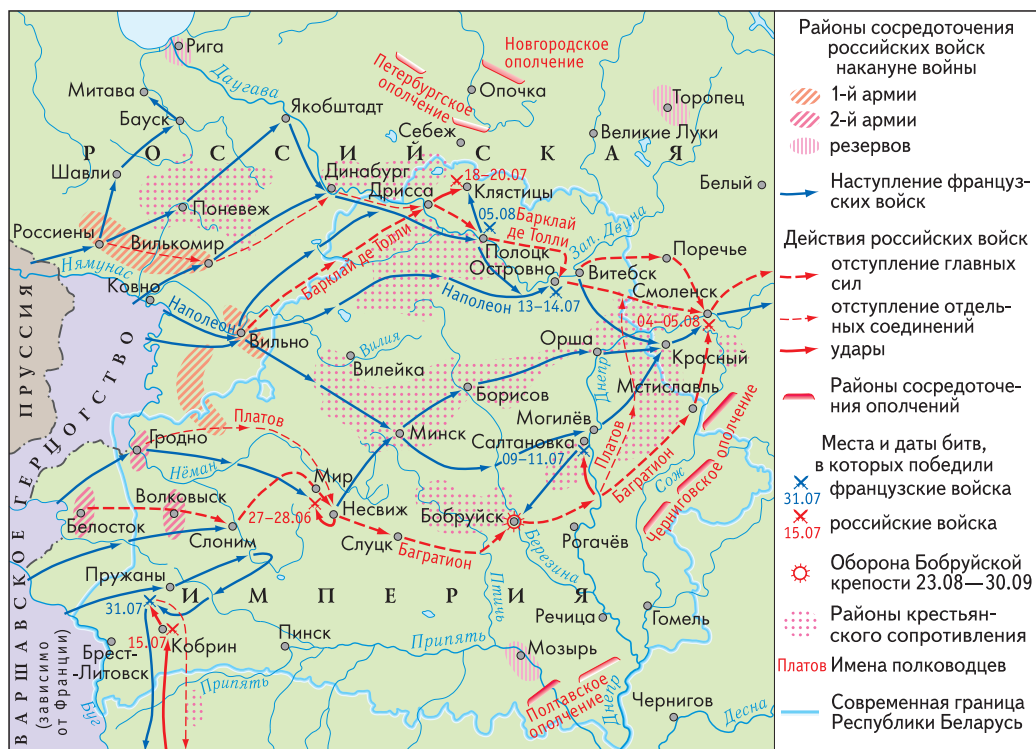 Рига
Новгородское
ополчение
Петербургское
ополчение
Митава
Даугава
Опочка
Торопец
Бауск
Якобштадт
Себеж
Великие Луки
РОССИЙСКАЯ
Шавли
Динабург
Дрисса
18–20.07
Клястицы
Белый
Поневеж
05.08
Барклай
де Толли
Россиены
Вилькомир
Барклай де Толли
Зап. Двина
Нямунас
Полоцк
Поречье
Островно
Витебск
Ковно
Наполеон
Наполеон
13–14.07
Смоленск
ПРУССИЯ
Вильно
Вилия
04–05.08
Вилейка
Орша
Красный
Борисов
Днепр
Мстиславль
Платов
Минск
Могилёв
Гродно
Салтановка
09–11.07
Платов
Неман
Мир
Багратион
Сож
Черниговское ополчение
Волковыск
27–28.06
Несвиж
Бобруйск
Белосток
Слоним
Слуцк
Багратион
Рогачёв
Березина
Пружаны
ИМПЕРИЯ
Птичь
31.07
Речица
Гомель
15.07
Кобрин
Пинск
Припять
Мозырь
Брест-
Литовск
Припять
Полтавское
ополчение
Днепр
Чернигов
Десна
Буг
ВАРШАВСКОЕ ГЕРЦОГСТВО
(зависимо
от Франции)
Районы сосредоточения
российских войск
накануне войны
1-й армии
2-й армии
резервов
Наступление француз-
ских войск
Действия российских войск
отступление главных
сил
отступление отдель-
ных соединений
удары
Районы сосредоточе-
ния ополчений
Места и даты битв,
в которых победили
французские войска
31.07
российские войска
15.07
Оборона Бобруйской
крепости 23.08—30.09
Районы крестьян-
ского сопротивления
Платов Имена полководцев
Современная граница
Республики Беларусь